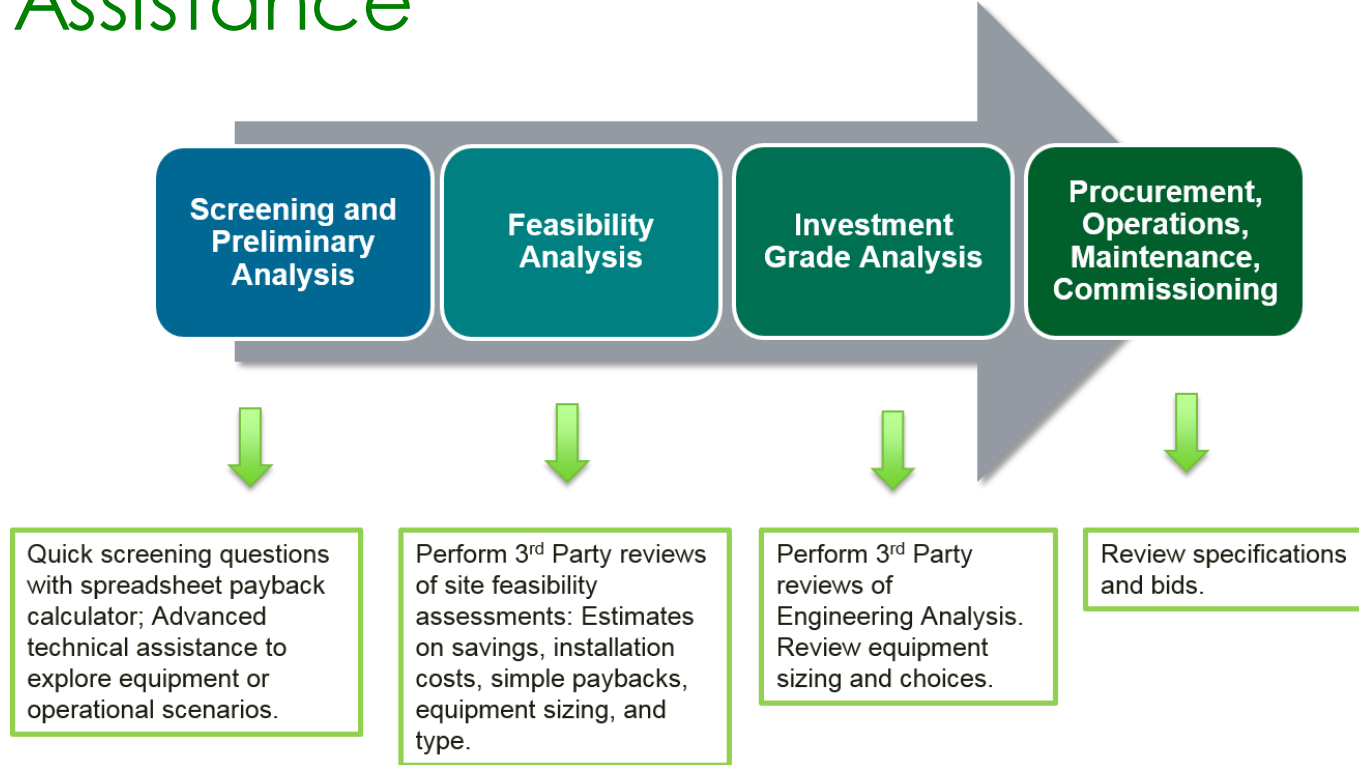 Assistance
Screening and
Preliminary
Analysis
Feasibility
Analysis
Investment
Grade Analysis
Procurement,
Operations,
Maintenance,
Commissioning
Quick screening questions
with spreadsheet payback
calculator; Advanced
technical assistance to
explore equipment or
operational scenarios.
Perform 3rd Party reviews
of site feasibility
assessments: Estimates
on savings, installation
costs, simple paybacks,
equipment sizing, and
type.
Perform 3rd Party
reviews of
Engineering Analysis.
Review equipment
sizing and choices.
Review specifications
and bids.